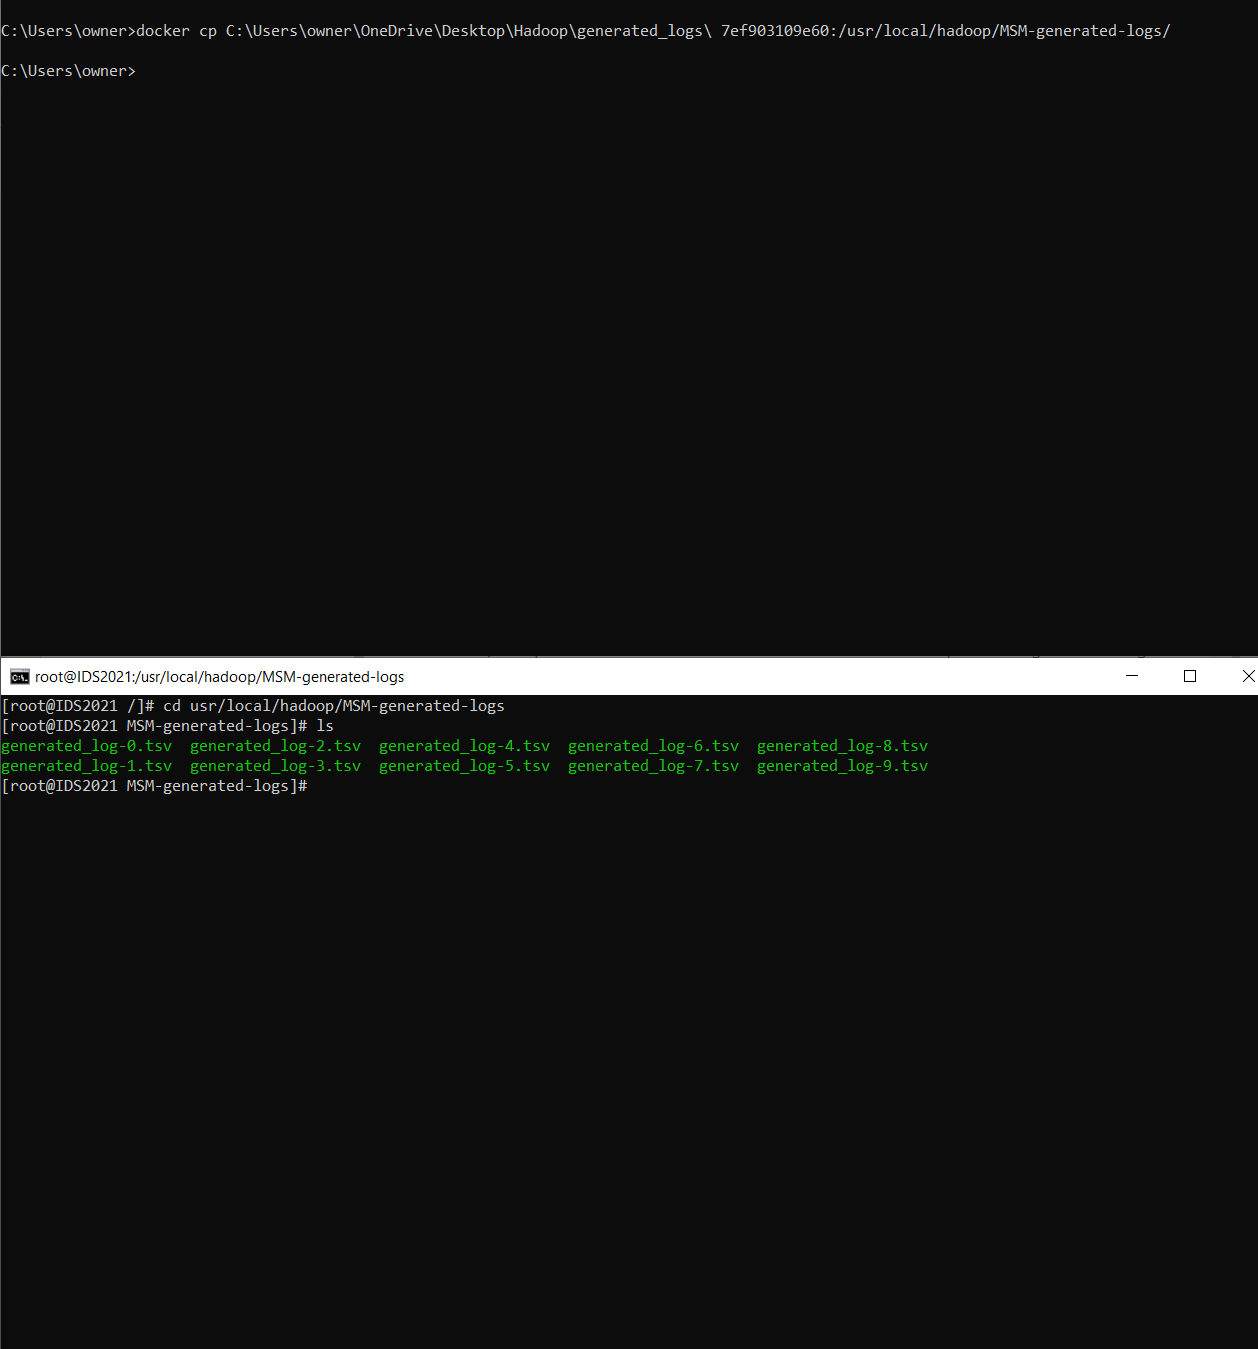 C:\Users\owner>docker cp C:\Users\owner\OneDrive\Desktop\Hadoop\generated_logs\ 7ef903109e60:/usr/local/hadoop/MSM-generated-logs/
C:\Users\owner>
root@IDS2021:/usr/local/hadoop/MSM-generated-logs
[root@IDS2021 /]# cd usr/local/hadoop/MSM-generated-logs
[root@IDS2021 MSM-generated-logs]# ls
generated_log-0.tsv  generated_log-2.tsv  generated_log-4.tsv  generated_log-6.tsv  generated_log-8.tsv
generated_log-1.tsv  generated_log-3.tsv  generated_log-5.tsv  generated_log-7.tsv  generated_log-9.tsv
[root@IDS2021 MSM-generated-logs]#